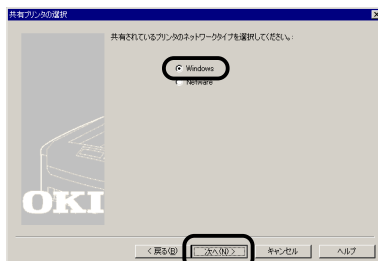 共有プリンタの選択
共有されているプリンタのネットワークタイプを選択してください。:
Windows
Netware
OKI
< 戻る(B) 次へ(N) > キャンセル ヘルプ